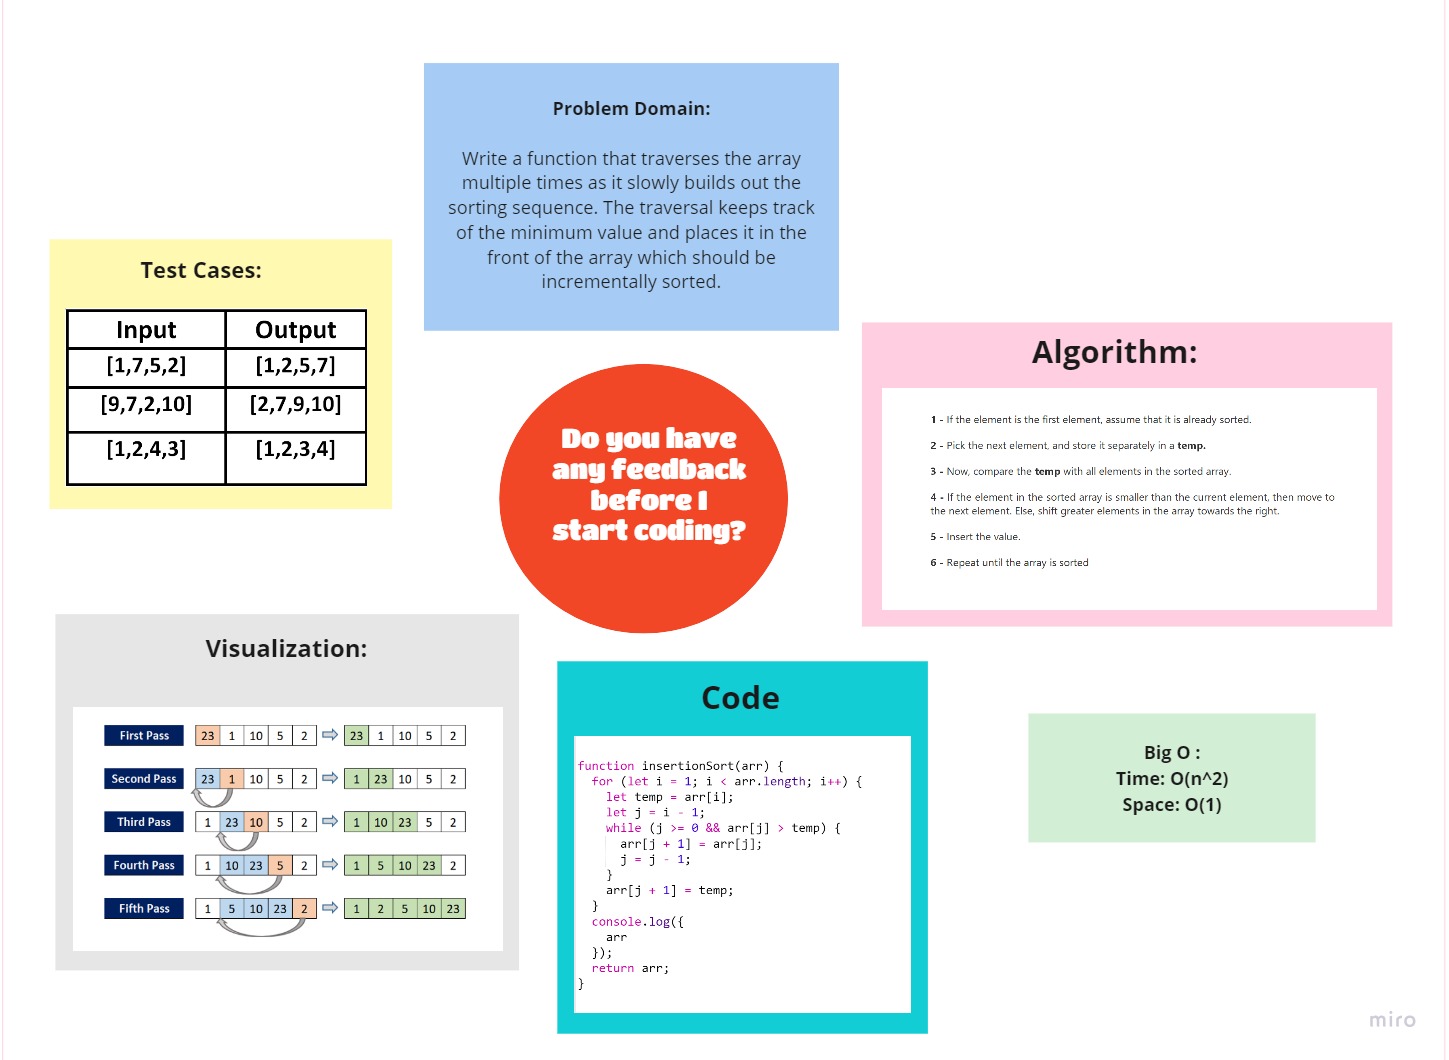 Problem Domain:
Write a function that traverses the array
multiple times as it slowly builds out the
sorting sequence. The traversal keeps track
of the minimum value and places it in the
front of the array which should be
incrementally sorted.
Test Cases:
Input Output
[1,7,5,2] [1,2,5,7]
[9,7,2,10] [2,7,9,10]
[1,2,4,3] [1,2,3,4]
Do you have
any feedback
before I
start coding?
Algorithm:
1 - If the element is the first element, assume that it is already sorted.
2 - Pick the next element, and store it separately in a temp.
3 - Now, compare the temp with all elements in the sorted array.
4 - If the element in the sorted array is smaller than the current element, then move to
the next element. Else, shift greater elements in the array towards the right.
5 - Insert the value.
6 - Repeat until the array is sorted
Visualization:
First Pass 23 1 10 5 2 23 1 10 5 2
Second Pass 23 1 10 5 2 1 23 10 5 2
Third Pass 1 23 10 5 2 1 10 23 5 2
Fourth Pass 1 10 23 5 2 1 5 10 23 2
Fifth Pass 1 5 10 23 2 1 2 5 10 23
Code
function insertionSort(arr) {
for (let i = 1; i < arr.length; i++) {
let temp = arr[i];
let j = i - 1;
while (j >= 0 && arr[j] > temp) {
arr[j + 1] = arr[j];
j = j - 1;
}
arr[j + 1] = temp;
}
console.log({
arr
});
return arr;
}
Big O :
Time: O(n^2)
Space: O(1)
miro